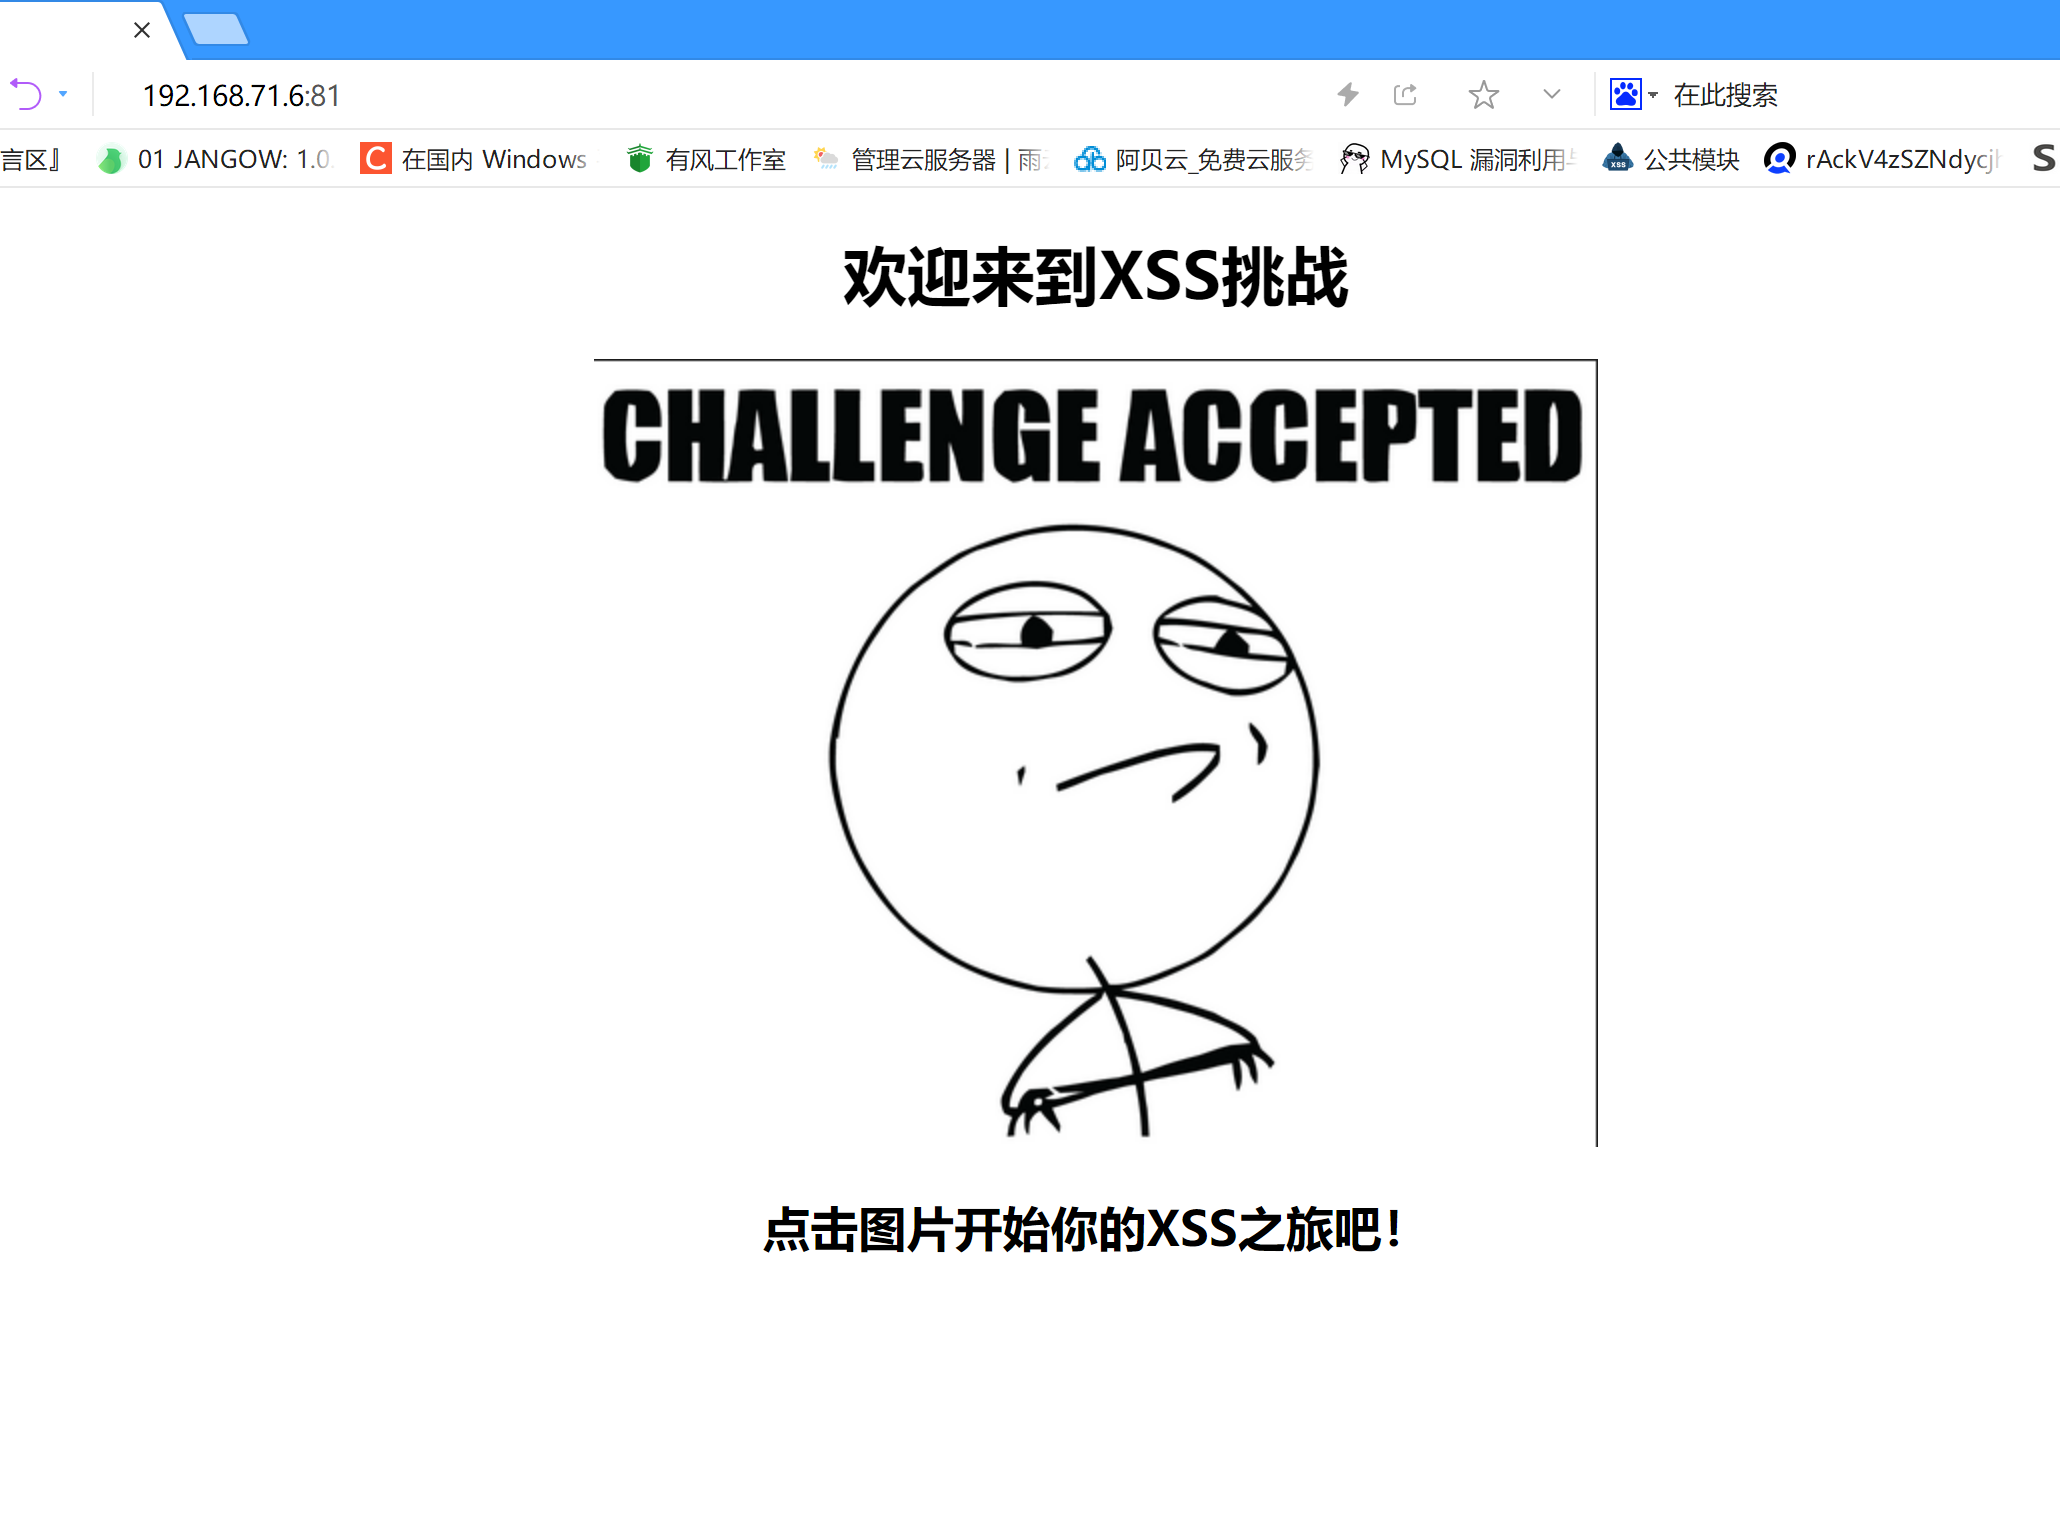 192.168.71.6:81
在此搜索
言区』 01 JANGOW: 1.0 在国内 Windows 有风工作室 管理云服务器 | 雨 阿贝云_免费云服务 MySQL 漏洞利用 公共模块 rAckV4zSZNdycj S
欢迎来到XSS挑战
CHALLENGE ACCEPTED
点击图片开始你的XSS之旅吧！